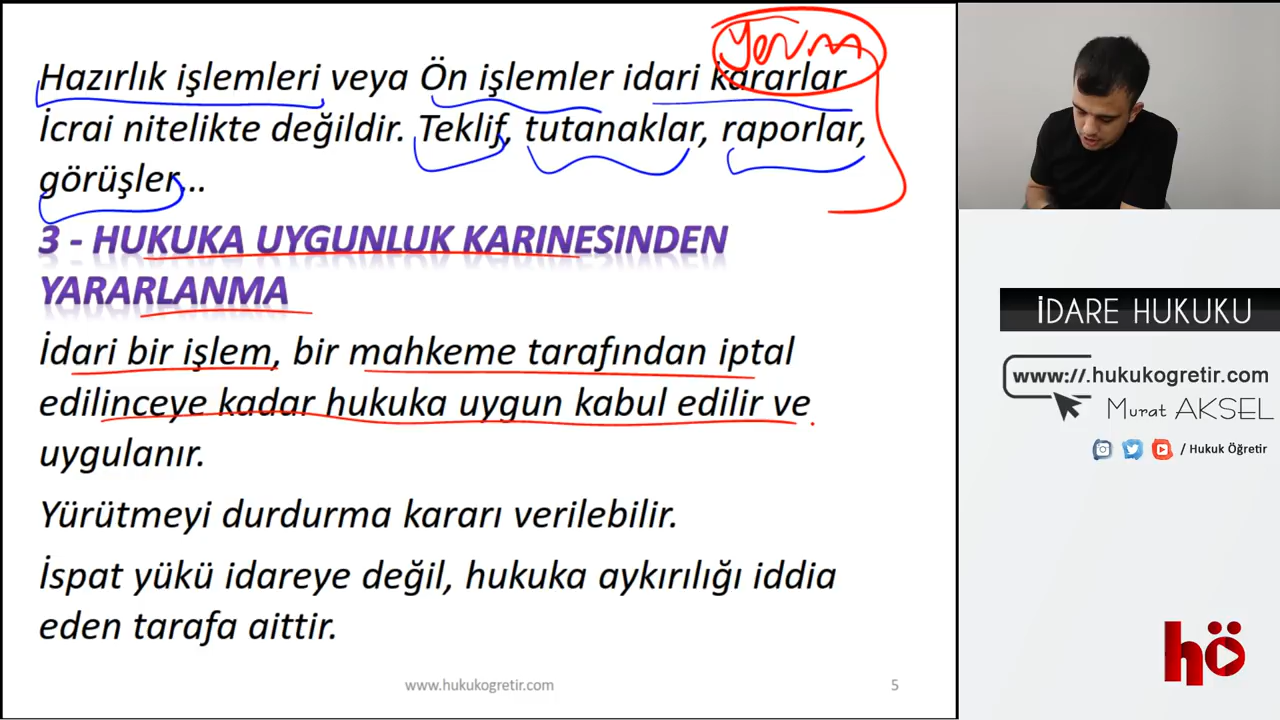 Hazırlık işlemleri veya Ön işlemler idari kararlar
İcrai nitelikte değildir. Teklif, tutanaklar, raporlar,
görüşler...
3 - HUKUKA UYGUNLUK KARINESINDEN
YARARLANMA
İdari bir işlem, bir mahkeme tarafından iptal
edilinceye kadar hukuka uygun kabul edilir ve
uygulanır.
Yürütmeyi durdurma kararı verilebilir.
İspat yükü idareye değil, hukuka aykırılığı iddia
eden tarafa aittir.
www.hukukogretir.com
5
İDARE HUKUKU
www://.hukukogretir.com
Murat AKSEL
/ Hukuk Öğretir
hö